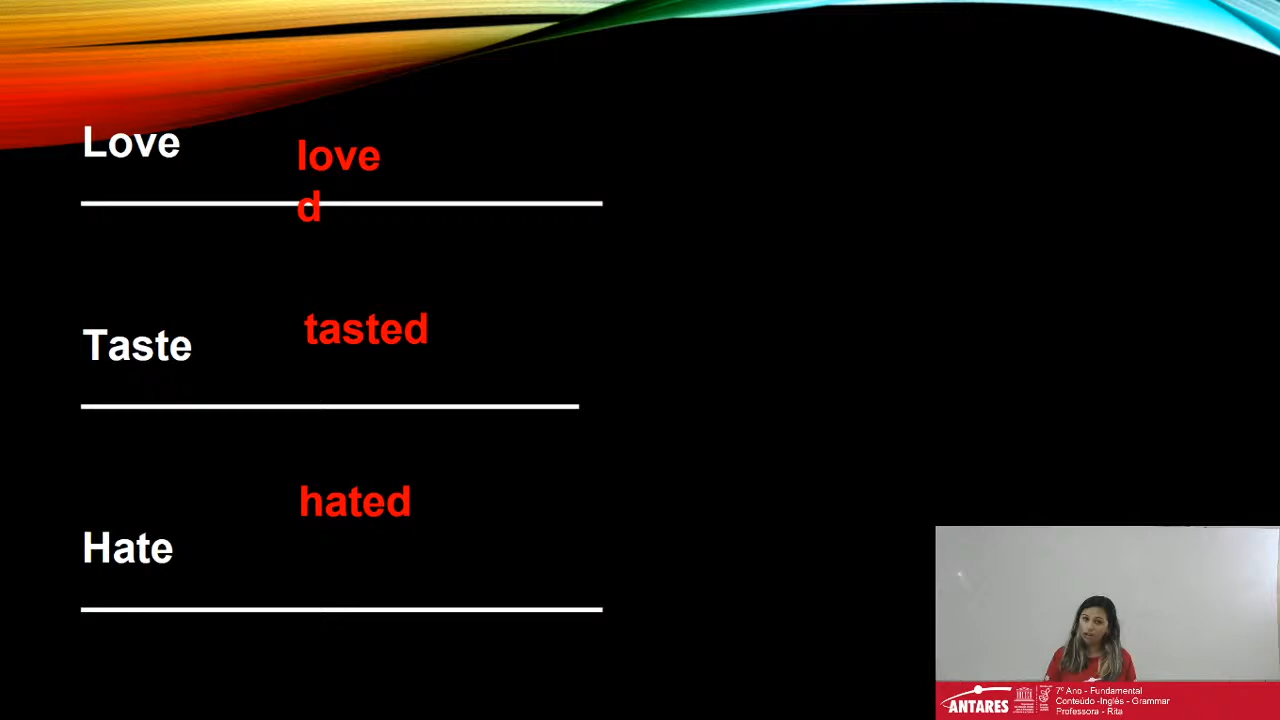 Love
love
d
tasted
Taste
hated
Hate
ANTARES
7º Ano - Fundamental
Conteúdo -Inglês - Grammar
Professora - Rita